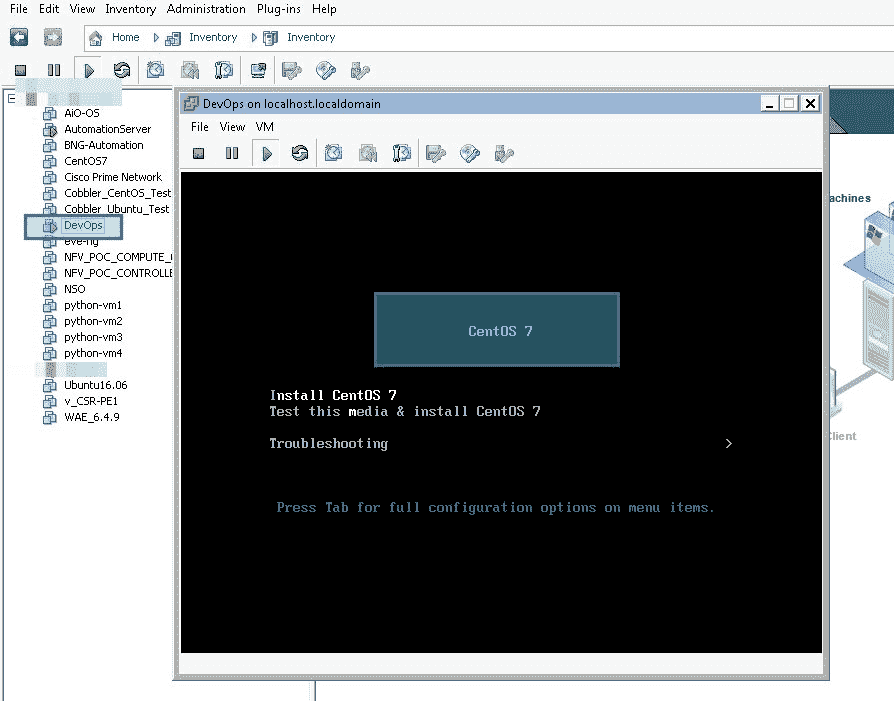 File Edit View Inventory Administration Plug-ins Help
Home Inventory Inventory
DevOps on localhost.localdomain
File View VM
AiO-OS
AutomationServer
BNG-Automation
CentOS7
Cisco Prime Network
Cobbler_CentOS_Test
Cobbler_Ubuntu_Test
DevOps
eve-ng
NFV_POC_COMPUTE_
NFV_POC_CONTROLLE
NSO
python-vm1
python-vm2
python-vm3
python-vm4
Ubuntu16.06
v_CSR-PE1
WAE_6.4.9
CentOS 7
Install CentOS 7
Test this media & install CentOS 7
Troubleshooting >
Press Tab for full configuration options on menu items.
achines
Client